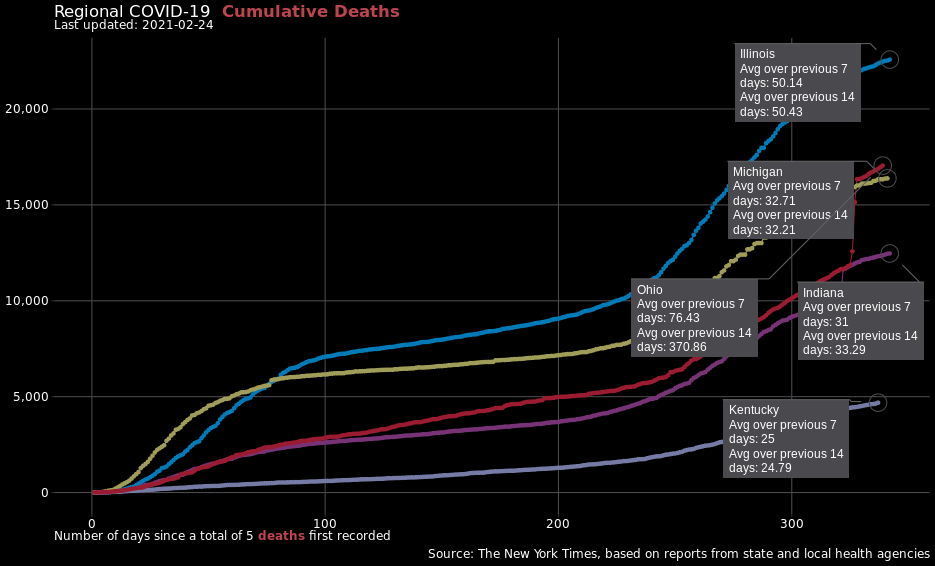 Regional COVID-19 Cumulative Deaths
Last updated: 2021-02-24
20,000
15,000
10,000
5,000
0
Illinois
Avg over previous 7
days: 50.14
Avg over previous 14
days: 50.43
Michigan
Avg over previous 7
days: 32.71
Avg over previous 14
days: 32.21
Ohio
Avg over previous 7
days: 76.43
Avg over previous 14
days: 370.86
Indiana
Avg over previous 7
days: 31
Avg over previous 14
days: 33.29
Kentucky
Avg over previous 7
days: 25
Avg over previous 14
days: 24.79
0 100 200 300
Number of days since a total of 5 deaths first recorded
Source: The New York Times, based on reports from state and local health agencies